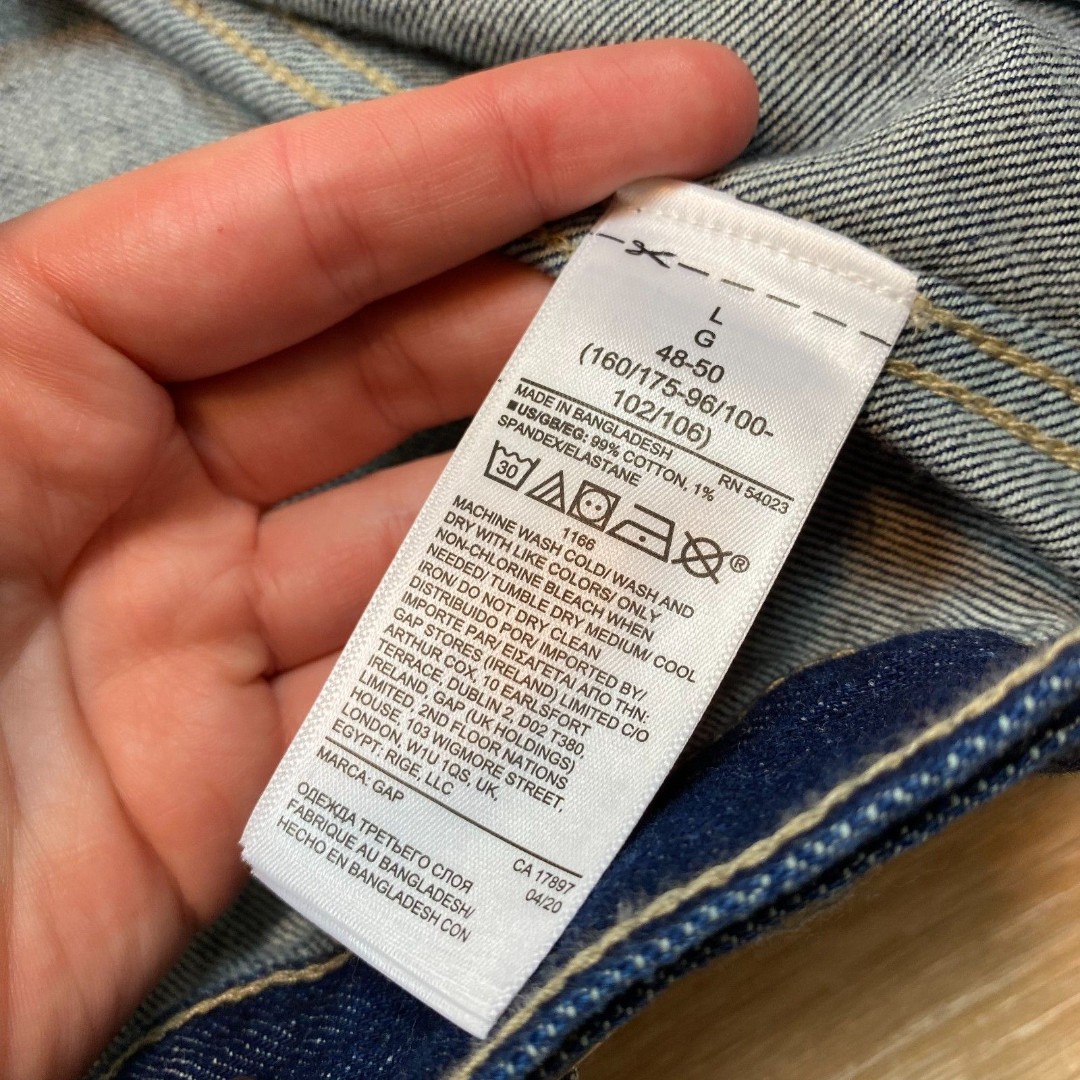 L
G
48-50
(160/175-96/100-
102/106)
MADE IN BANGLADESH RN 54023
■US/GB/EG: 99% COTTON, 1%
SPANDEX/ELASTANE
30 ®
1166
MACHINE WASH COLD/ WASH AND
DRY WITH LIKE COLORS/ ONLY
NON-CHLORINE BLEACH WHEN
NEEDED/ TUMBLE DRY MEDIUM/ COOL
IRON/ DO NOT DRY CLEAN
DISTRIBUIDO POR/ IMPORTED BY/
IMPORTE PAR/ ΕΙΣΑΓΕΤΑΙ ΑΠΟ ΤΗΝ:
GAP STORES (IRELAND) LIMITED C/O
ARTHUR COX, 10 EARLSFORT
TERRACE, DUBLIN 2, D02 T380,
IRELAND, GAP (UK HOLDINGS)
LIMITED, 2ND FLOOR NATIONS
HOUSE, 103 WIGMORE STREET,
LONDON, W1U 1QS, UK,
EGYPT: RIGE, LLC
MARCA: GAP
CA 17897
04/20
ОДЕЖДА ТРЕТЬЕГО СЛОЯ
FABRIQUE AU BANGLADESH/
HECHO EN BANGLADESH CON